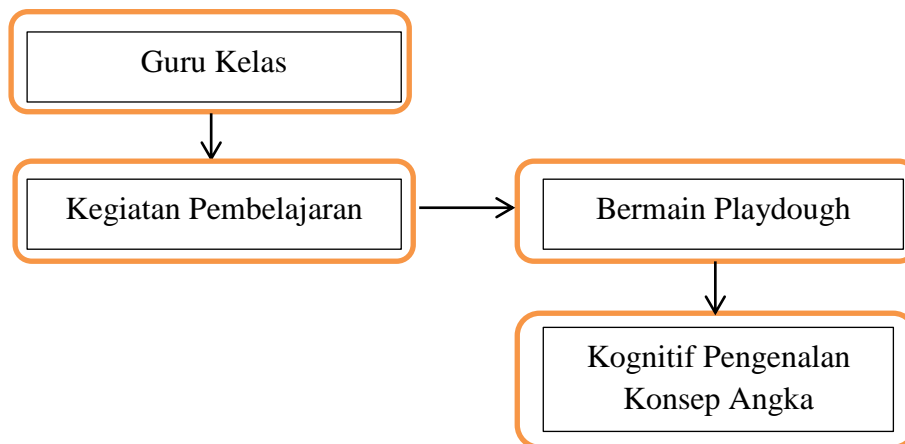 Guru Kelas
Kegiatan Pembelajaran
Bermain Playdough
Kognitif Pengenalan
Konsep Angka